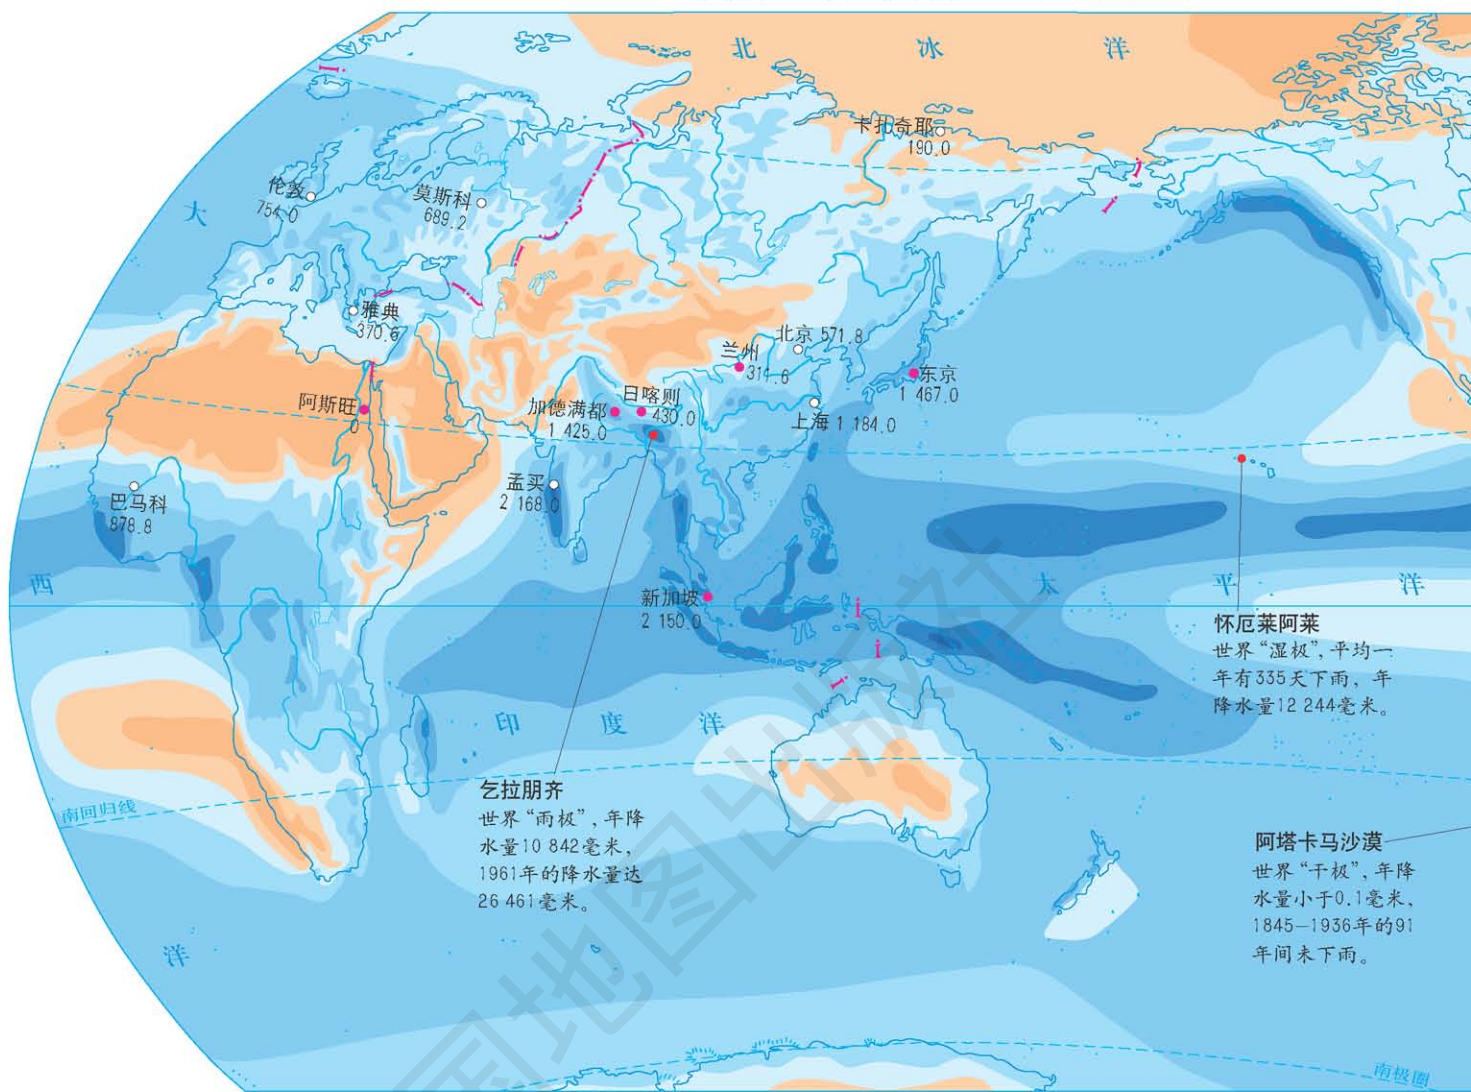 北 冰 洋
卡扎奇耶
190.0
伦敦
754.0
莫斯科
689.2
大
西
洋
雅典
370.6
北京 571.8
兰州
311.6
东京
1 467.0
阿斯旺
0
加德满都
1 425.0
日喀则
430.0
上海 1 184.0
孟买
2 168.0
巴马科
878.8
新加坡
2 150.0
太 平 洋
印 度 洋
怀厄莱阿莱
世界“湿极”，平均一
年有335天下雨，年
降水量12 244毫米。
乞拉朋齐
世界“雨极”，年降
水量10 842毫米，
1961年的降水量达
26 461毫米。
南回归线
阿塔卡马沙漠
世界“干极”，年降
水量小于0.1毫米，
1845—1936年的91
年间未下雨。
南极圈
国地图出版社